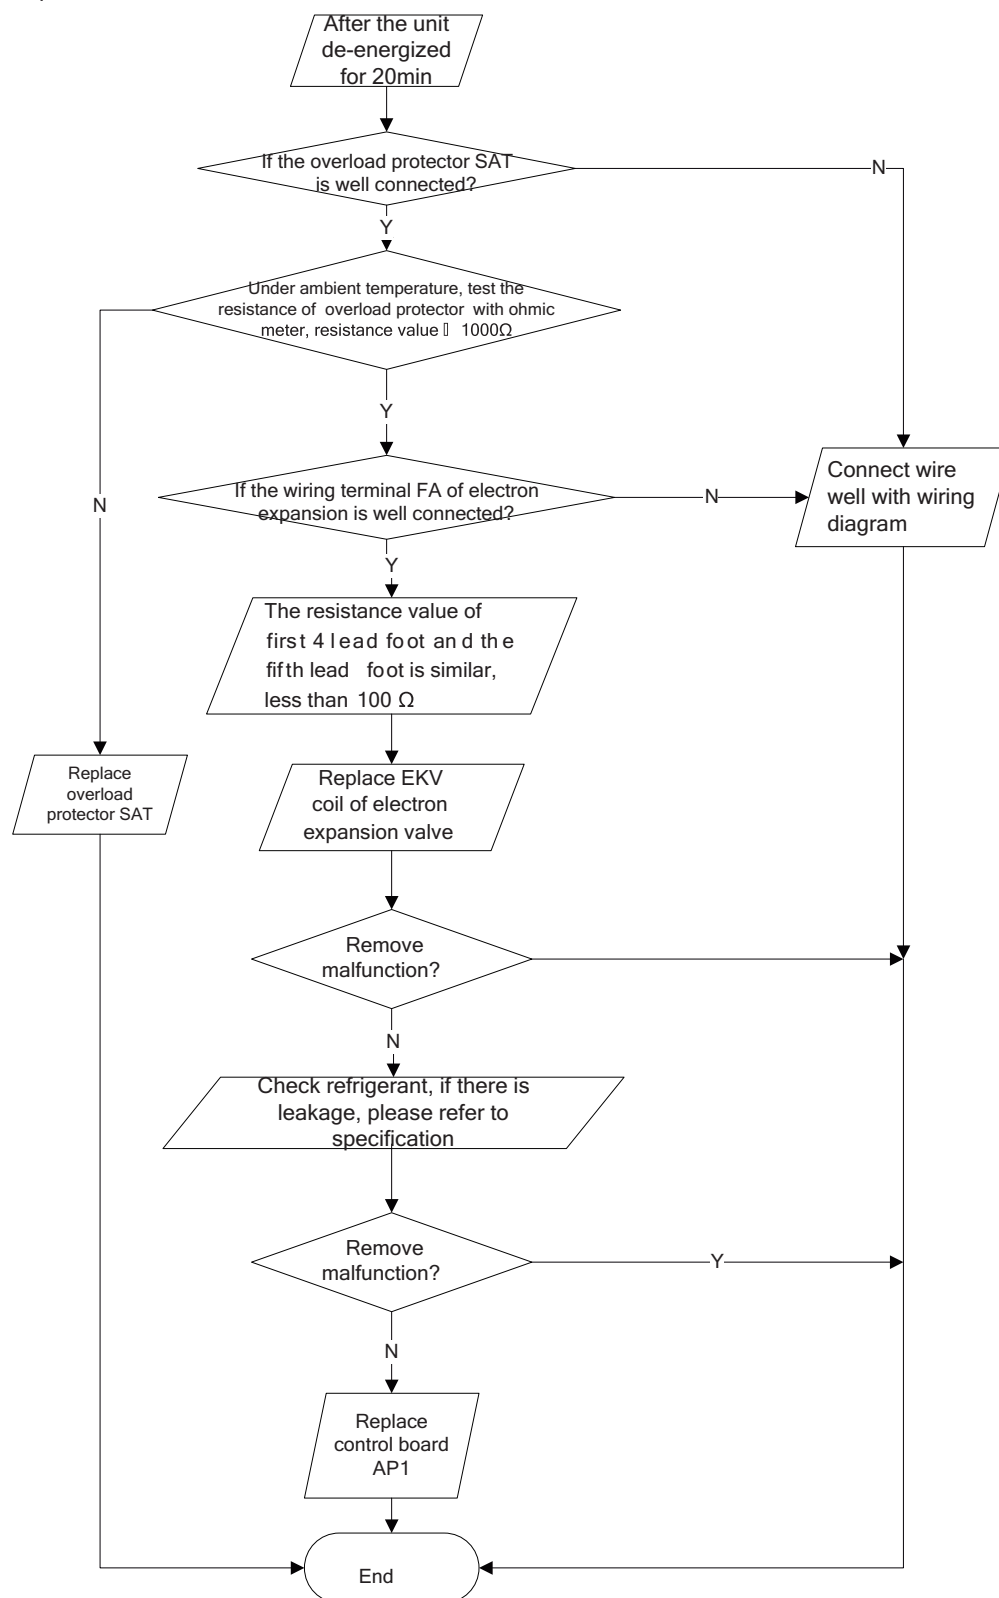 After the unit
de-energized
for 20min
If the overload protector SAT
is well connected?
N
Y
Under ambient temperature, test the
resistance of overload protector with ohmic
meter, resistance value 1000Ω
Y
N
If the wiring terminal FA of electron
expansion is well connected?
N
Connect wire
well with wiring
diagram
Y
The resistance value of
first 4 lead foot and the
fifth lead foot is similar,
less than 100 Ω
Replace
overload
protector SAT
Replace EKV
coil of electron
expansion valve
Remove
malfunction?
N
Check refrigerant, if there is
leakage, please refer to
specification
Remove
malfunction?
Y
N
Replace
control board
AP1
End